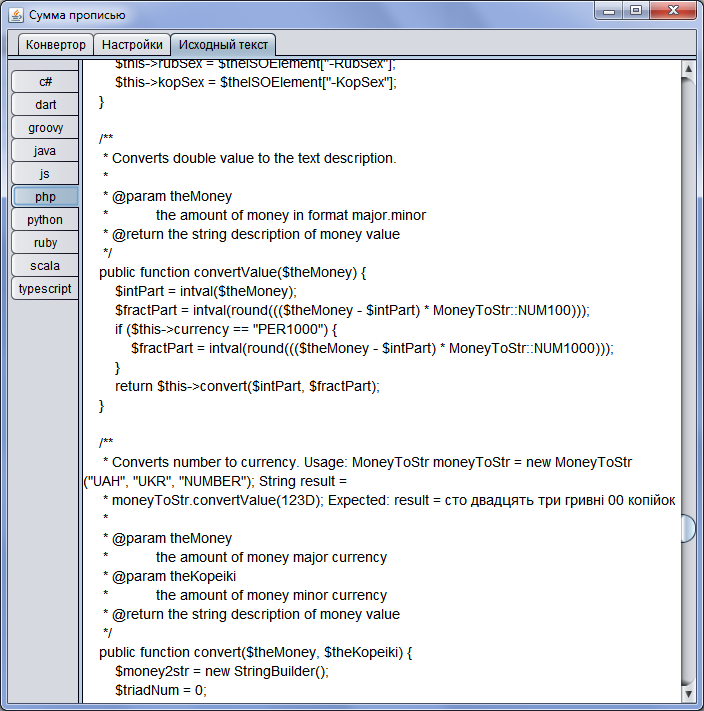 Сумма прописью
Конвертор
Настройки
Исходный текст
c#
dart
groovy
java
js
php
python
ruby
scala
typescript
$this->rubSex = $theISOElement["-RubSex"];
$this->kopSex = $theISOElement["-KopSex"];
}
/**
* Converts double value to the text description.
*
* @param theMoney
* the amount of money in format major.minor
* @return the string description of money value
*/
public function convertValue($theMoney) {
$intPart = intval($theMoney);
$fractPart = intval(round((($theMoney - $intPart) * MoneyToStr::NUM100)));
if ($this->currency == "PER1000") {
$fractPart = intval(round((($theMoney - $intPart) * MoneyToStr::NUM1000)));
}
return $this->convert($intPart, $fractPart);
}
/**
* Converts number to currency. Usage: MoneyToStr moneyToStr = new MoneyToStr
("UAH", "UKR", "NUMBER"); String result =
* moneyToStr.convertValue(123D); Expected: result = сто двадцять три гривні 00 копійок
*
* @param theMoney
* the amount of money major currency
* @param theKopeiki
* the amount of money minor currency
* @return the string description of money value
*/
public function convert($theMoney, $theKopeiki) {
$money2str = new StringBuilder();
$triadNum = 0;